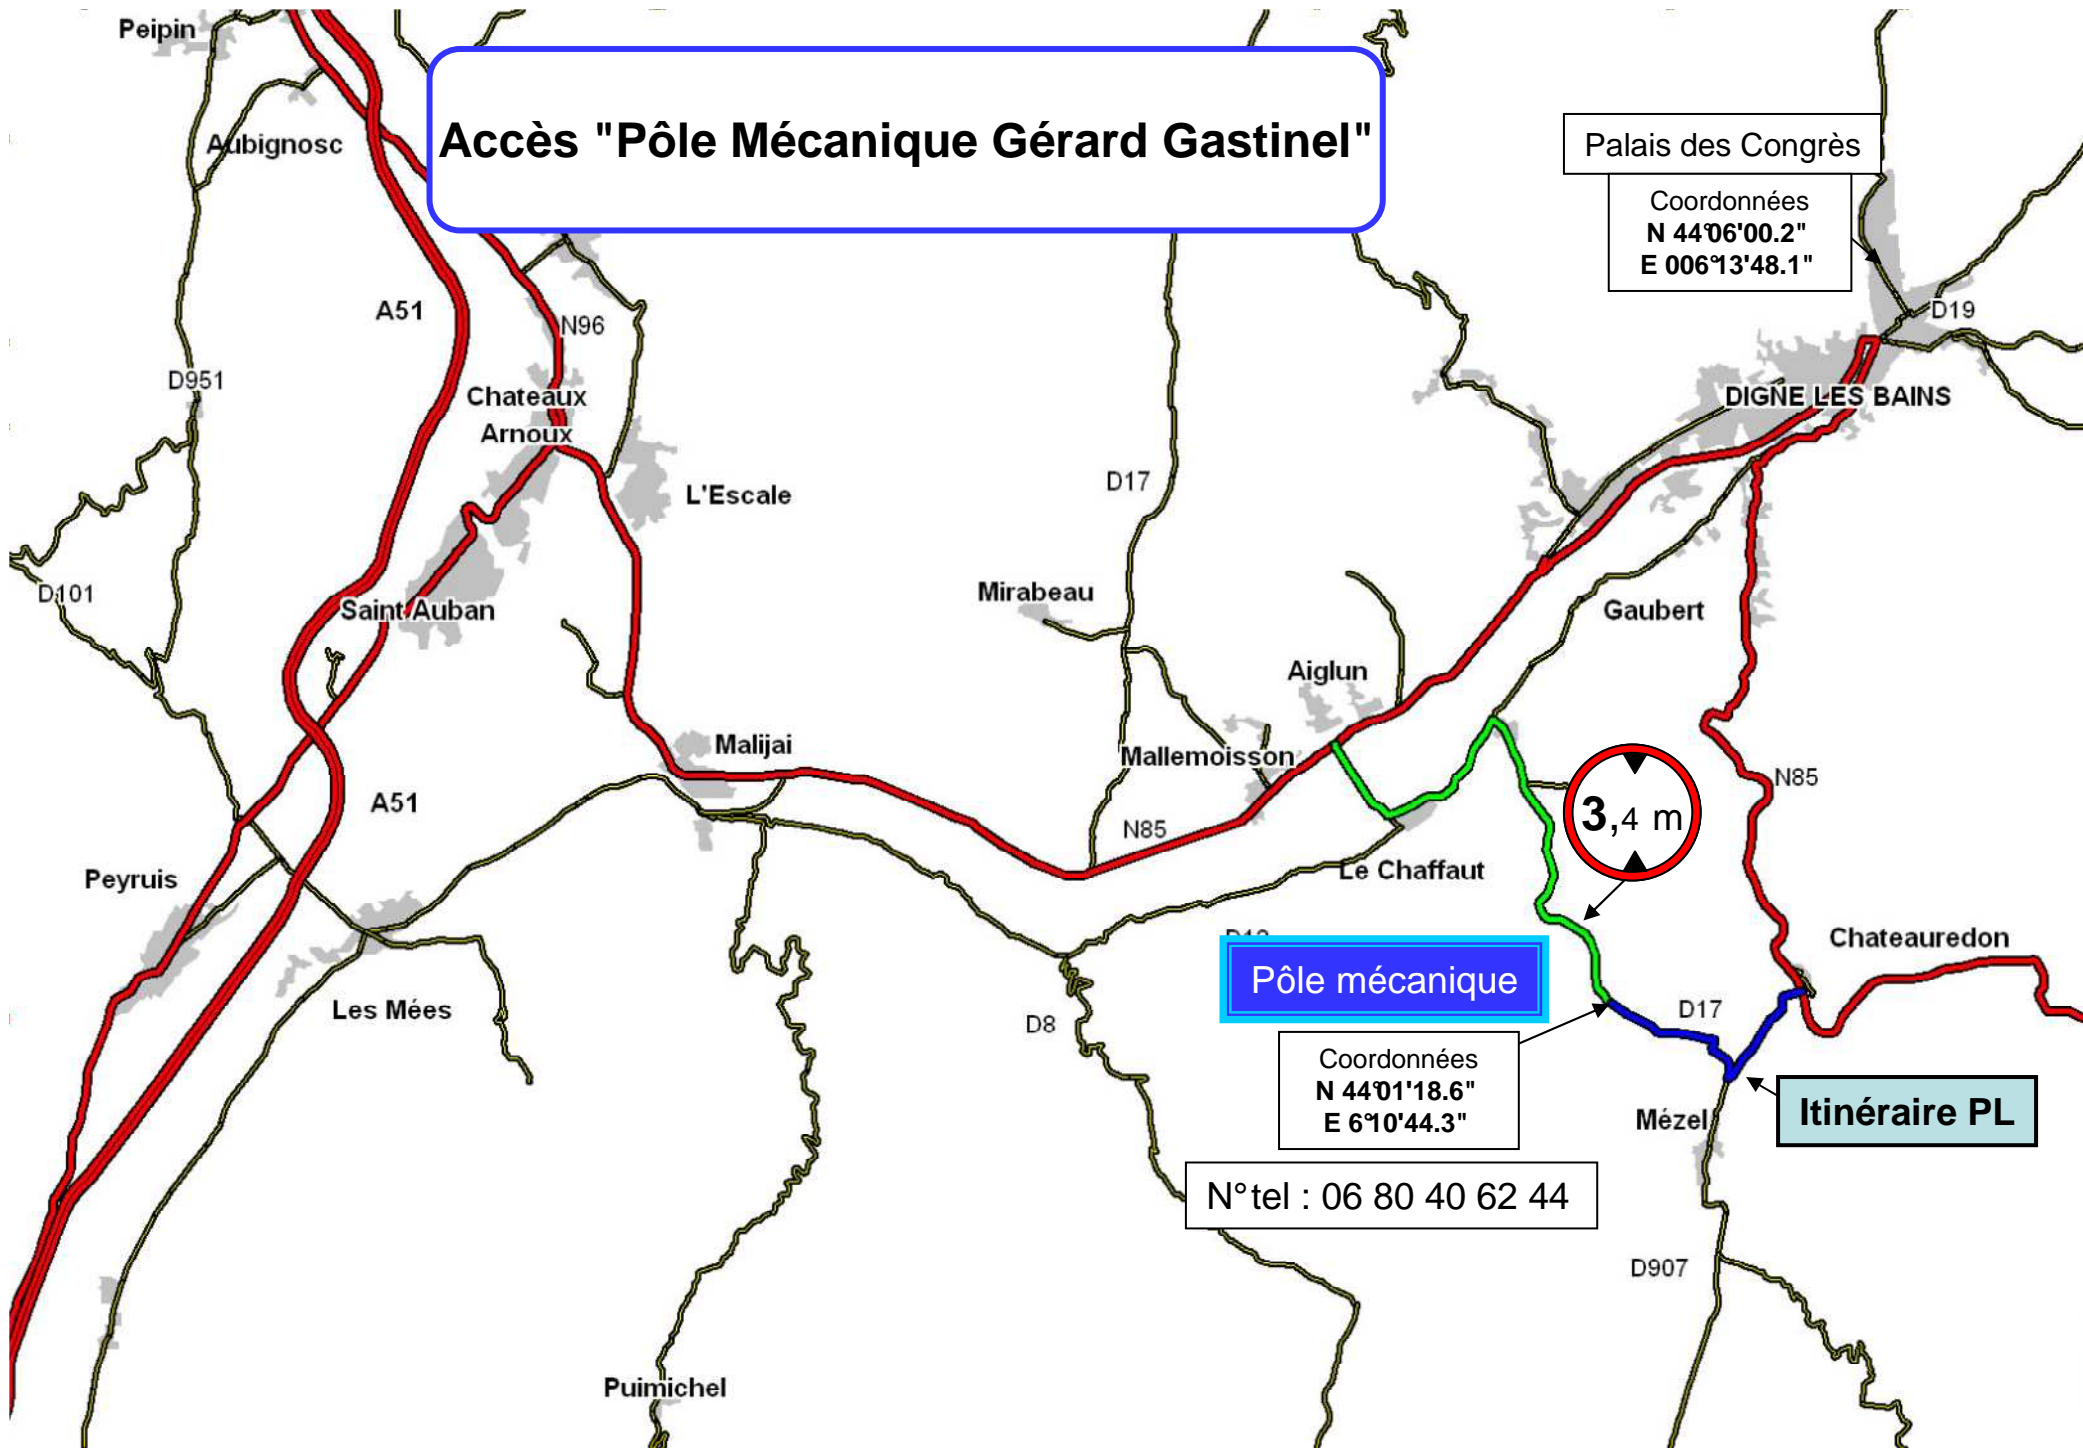 Peipin
Accès "Pôle Mécanique Gérard Gastinel"
Aubignosc
Palais des Congrès
Coordonnées
N 44°06'00.2"
E 006°13'48.1"
A51
N96
D19
D951
Chateaux
Arnoux
DIGNE LES BAINS
L'Escale
D17
D101
Saint Auban
Mirabeau
Gaubert
Aiglun
Malijai
Mallemoisson
N85
A51
3,4 m
N85
Peyruis
Le Chaffaut
Chateauredon
Pôle mécanique
Les Mées
D8
D17
Coordonnées
N 44°01'18.6"
E 6°10'44.3"
Mézel
Itinéraire PL
N° tel : 06 80 40 62 44
D907
Puimichel